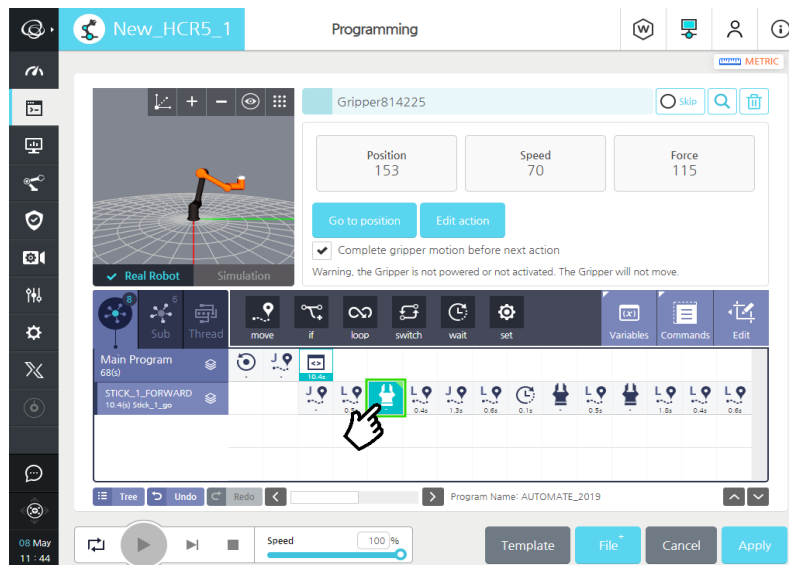 New_HCR5_1
Programming
METRIC
Gripper814225
Skip
Position
153
Speed
70
Force
115
Go to position
Edit action
Complete gripper motion before next action
Warning, the Gripper is not powered or not activated. The Gripper will not move.
Real Robot
Simulation
8
6
Sub
Thread
move
if
loop
switch
wait
set
(x)
Variables
Commands
Edit
Main Program
68(s)
J
10.4s
STICK_1_FORWARD
10.4(s) Stick_1_go
J
L
L
J
L
L
L
L
L
0.4s
1.3s
0.6s
0.1s
0.5s
1.8s
0.4s
0.6s
Tree
Undo
Redo
Program Name: AUTOMATE_2019
08 May
11 : 44
Speed
100 %
Template
File+
Cancel
Apply